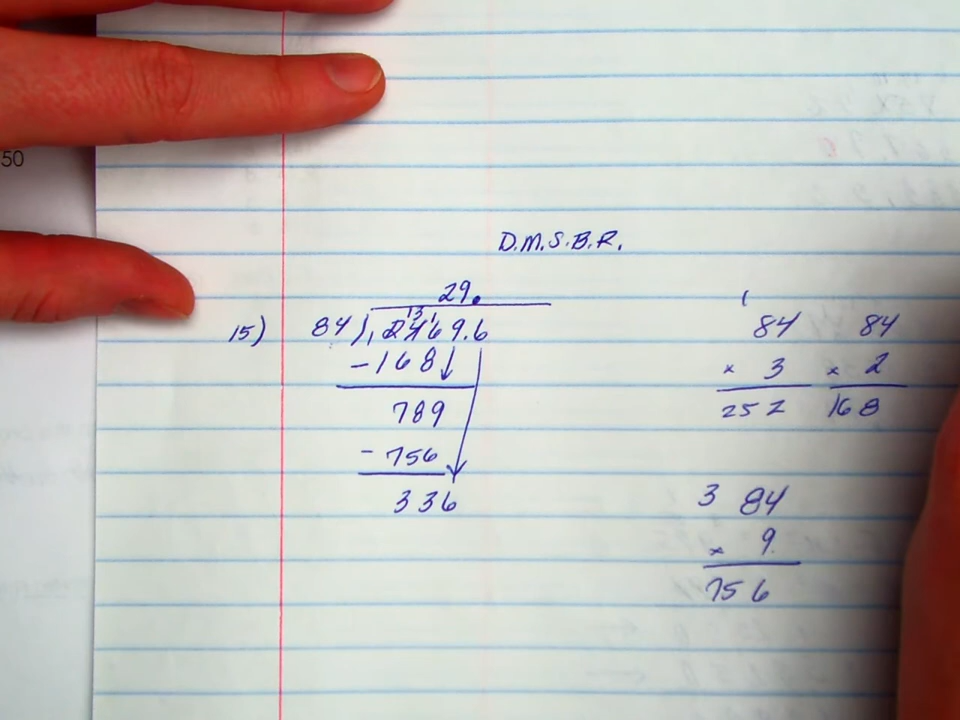 50
D.M.S.B.R.
29.
15) 84 ) 2469.6
- 168
789
- 756
336
1
84 84
x 3 x 2
252 168
3 84
x 9
756